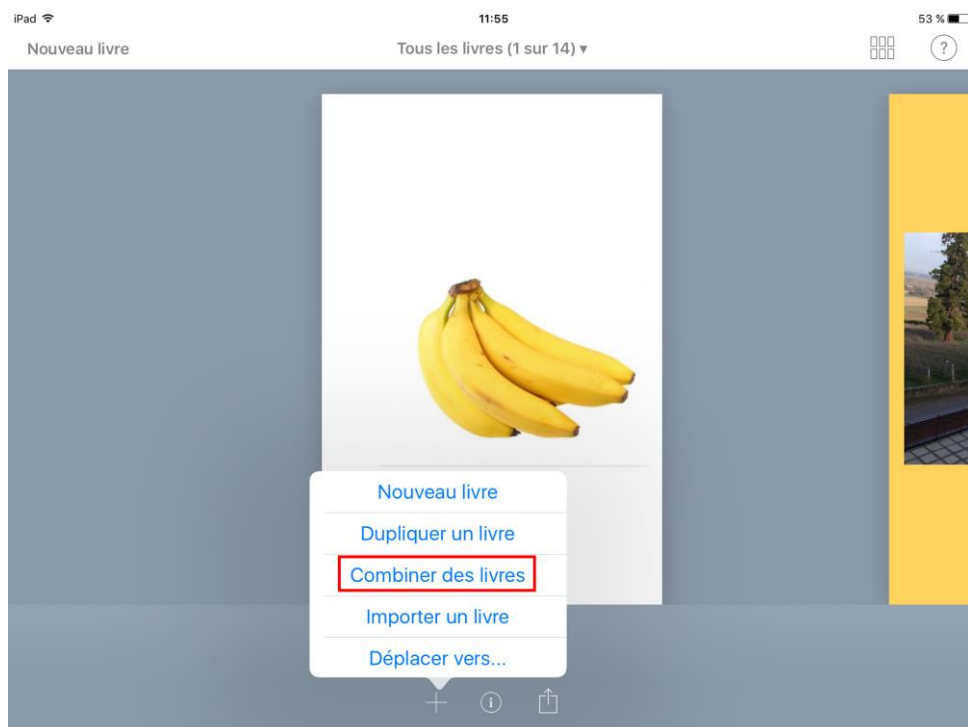 iPad 11:55 53 %
Nouveau livre Tous les livres (1 sur 14) ▾ ?
Nouveau livre
Dupliquer un livre
Combiner des livres
Importer un livre
Déplacer vers...